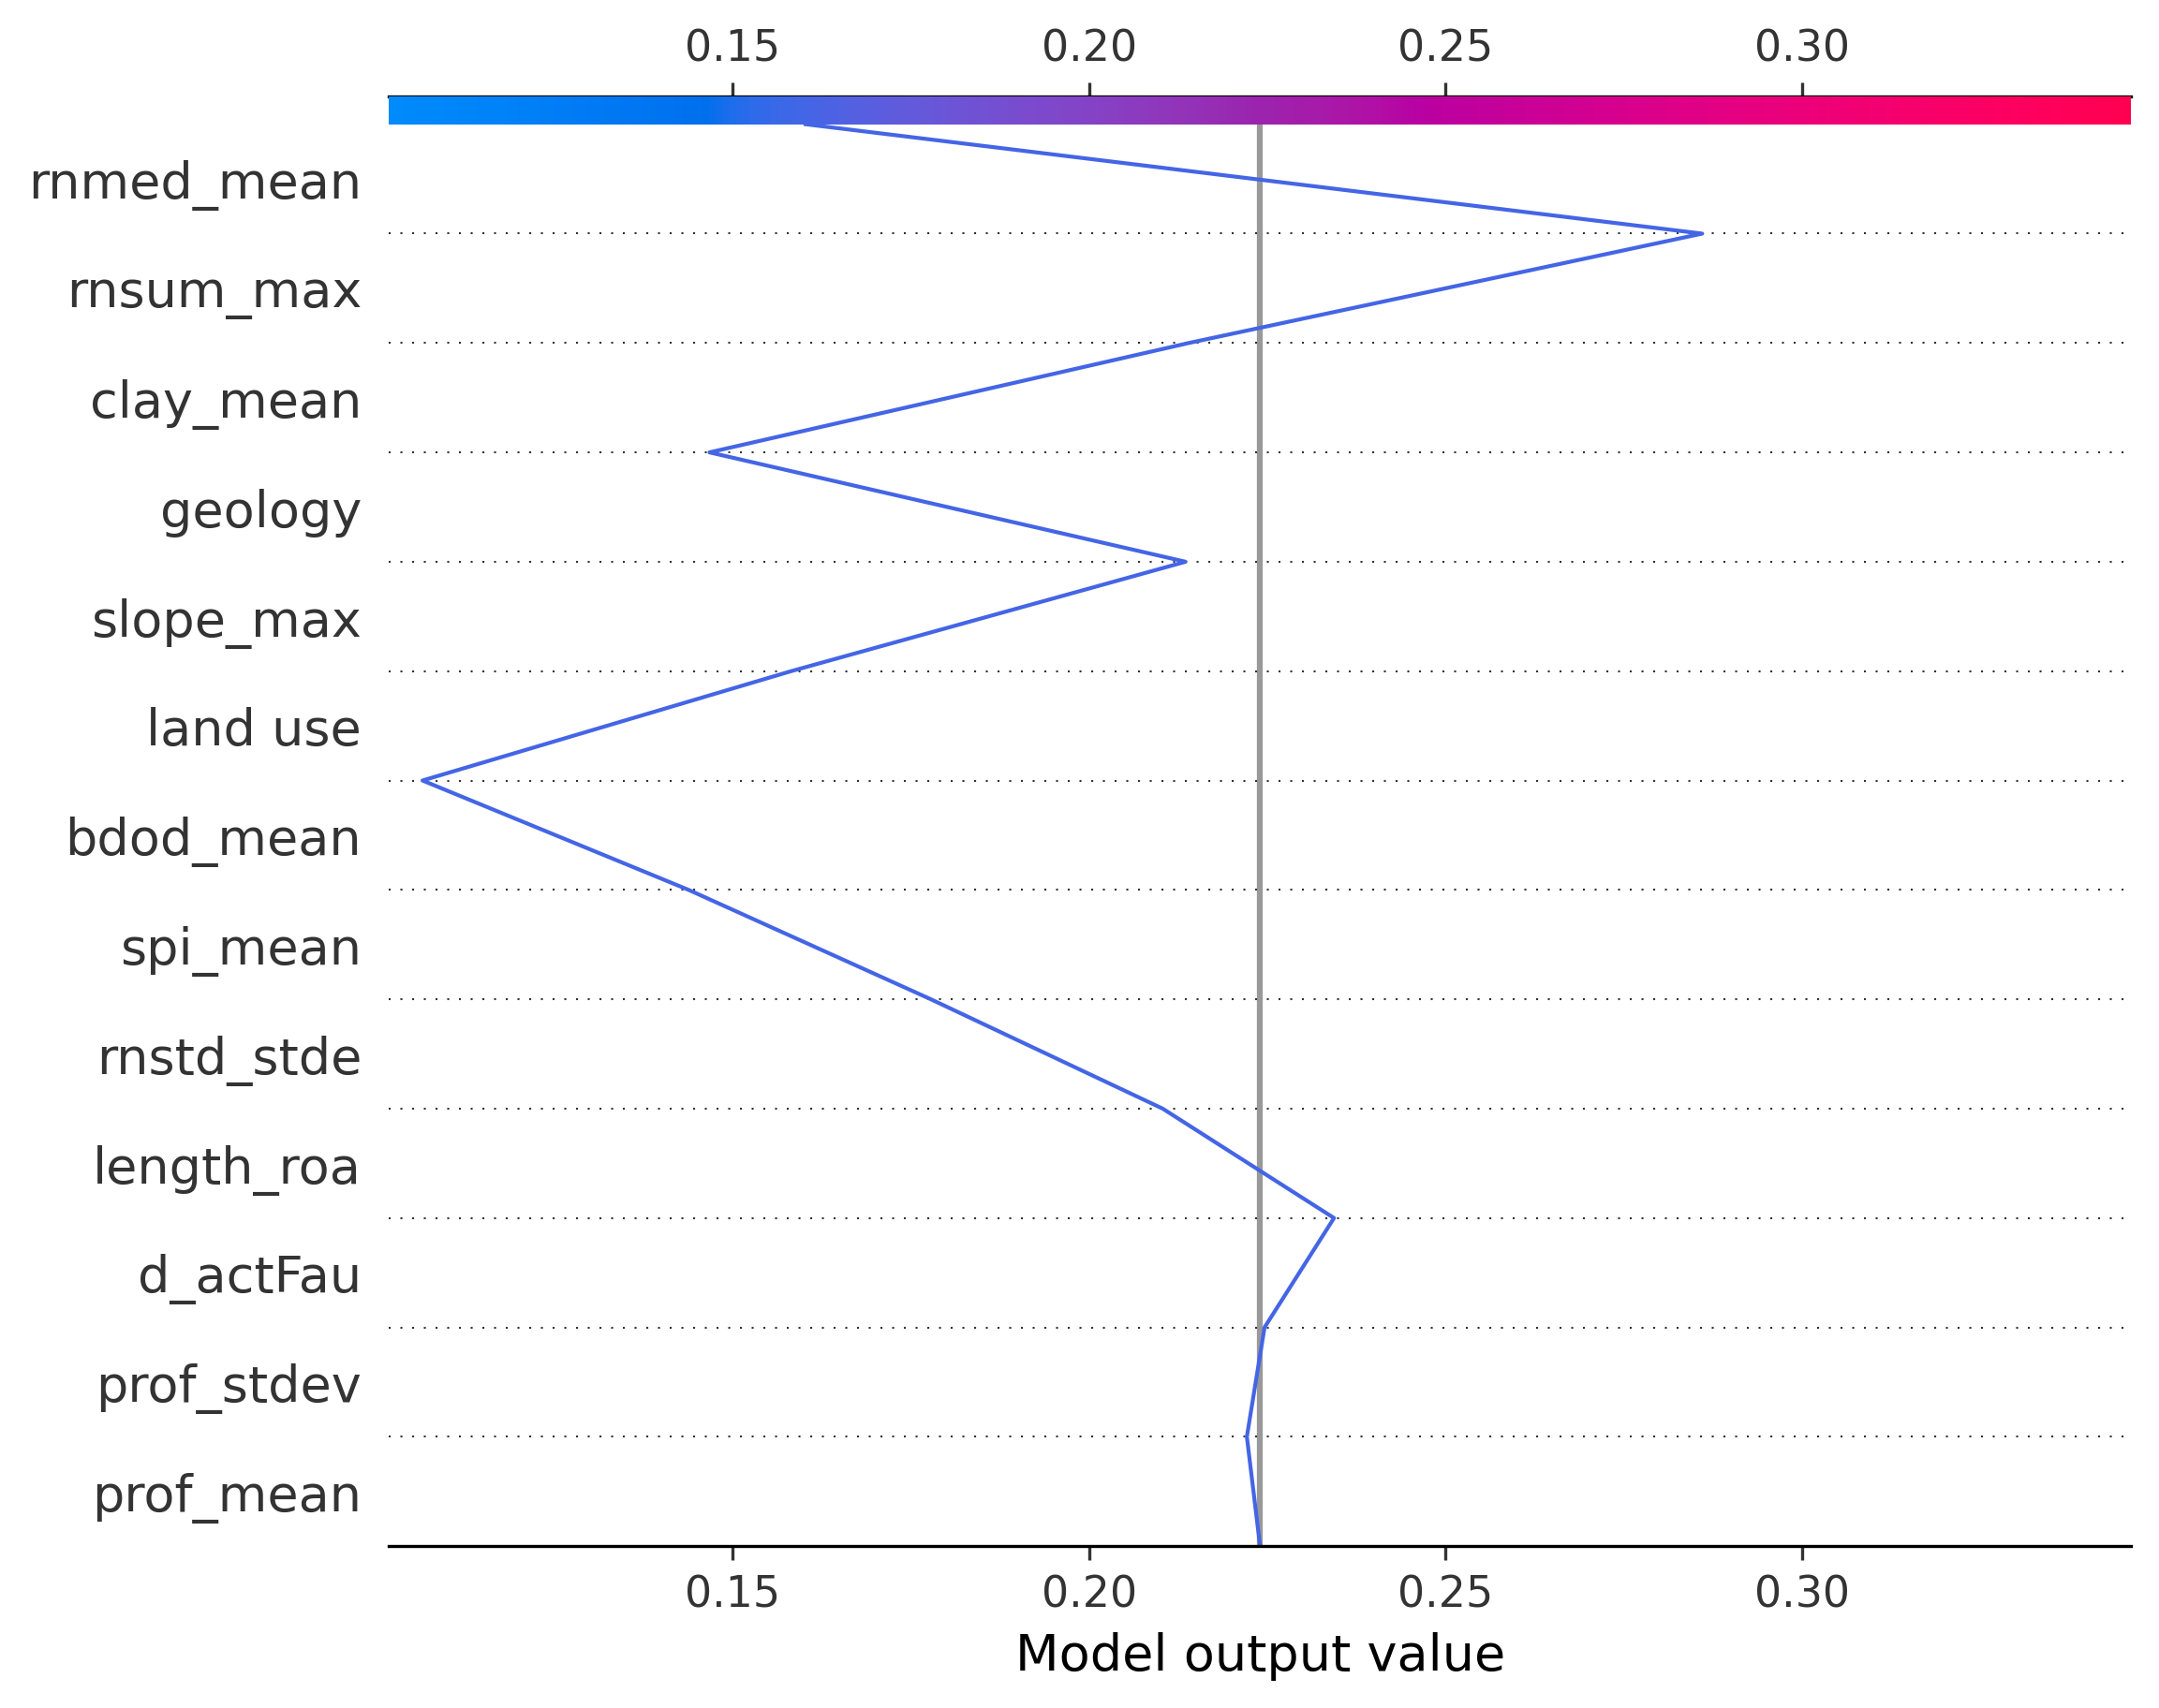 0.15 0.20 0.25 0.30
rnmed_mean
rnsum_max
clay_mean
geology
slope_max
land use
bdod_mean
spi_mean
rnstd_stde
length_roa
d_actFau
prof_stdev
prof_mean
0.15 0.20 0.25 0.30
Model output value